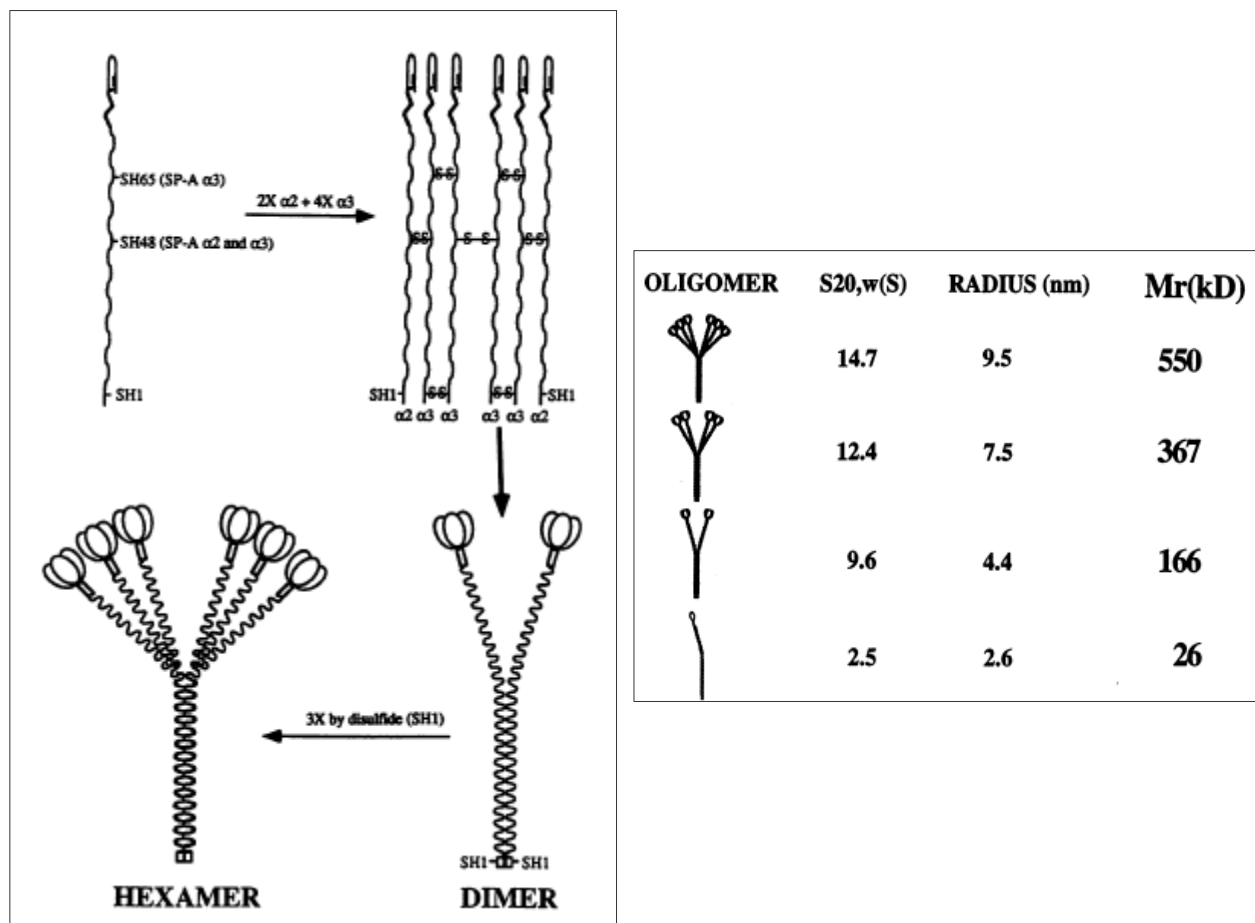 SH65 (SP-A α3)
2X α2 + 4X α3
SH48 (SP-A α2 and α3)
SH1
S S
S S
S S
S S
S S
SH1
S S
S S
SH1
α2 α3 α3 α3 α3 α2
3X by disulfide (SH1)
SH1 SH1
HEXAMER DIMER
OLIGOMER S20,w(S) RADIUS (nm) Mr(kD)
14.7 9.5 550
12.4 7.5 367
9.6 4.4 166
2.5 2.6 26